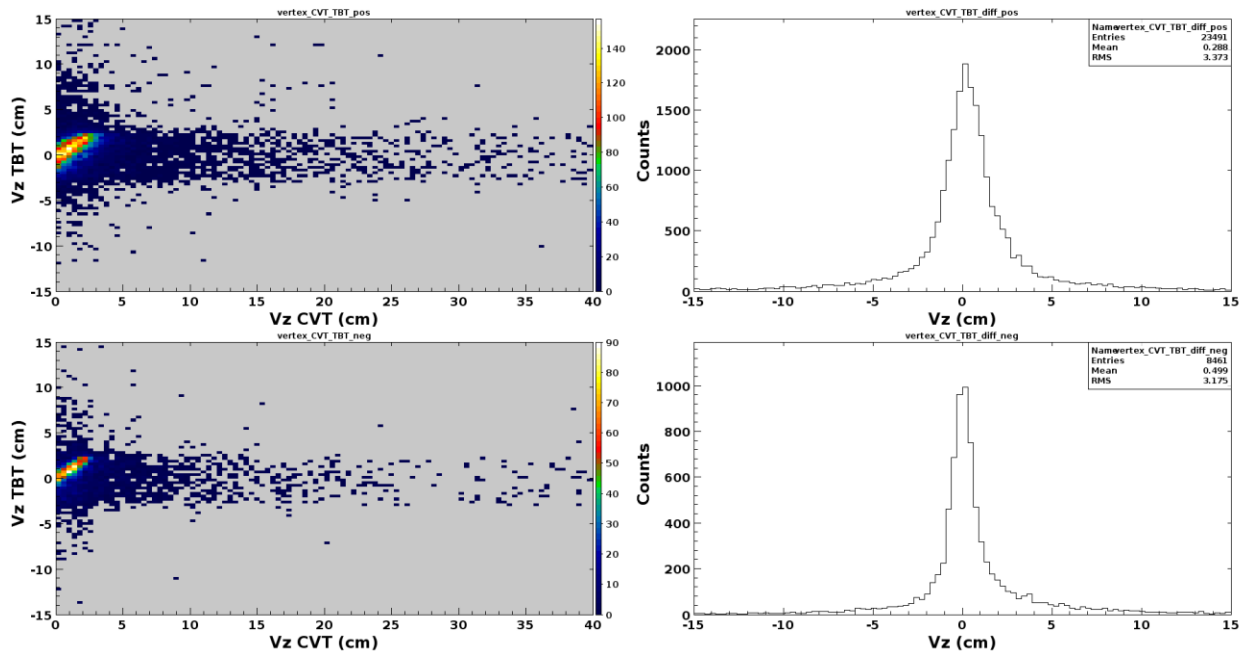 vertex_CVT_TBT_pos
15
10
5
0
-5
-10
-15
Vz TBT (cm)
0 5 10 15 20 25 30 35 40
Vz CVT (cm)
140
120
100
80
60
40
20
0
vertex_CVT_TBT_diff_pos
Name vertex_CVT_TBT_diff_pos
Entries 23491
Mean 0.288
RMS 3.373
2000
1500
1000
500
0
Counts
-15 -10 -5 0 5 10 15
Vz (cm)
vertex_CVT_TBT_neg
15
10
5
0
-5
-10
-15
Vz TBT (cm)
0 5 10 15 20 25 30 35 40
Vz CVT (cm)
90
80
70
60
50
40
30
20
10
0
vertex_CVT_TBT_diff_neg
Name vertex_CVT_TBT_diff_neg
Entries 8461
Mean 0.499
RMS 3.175
1000
800
600
400
200
0
Counts
-15 -10 -5 0 5 10 15
Vz (cm)